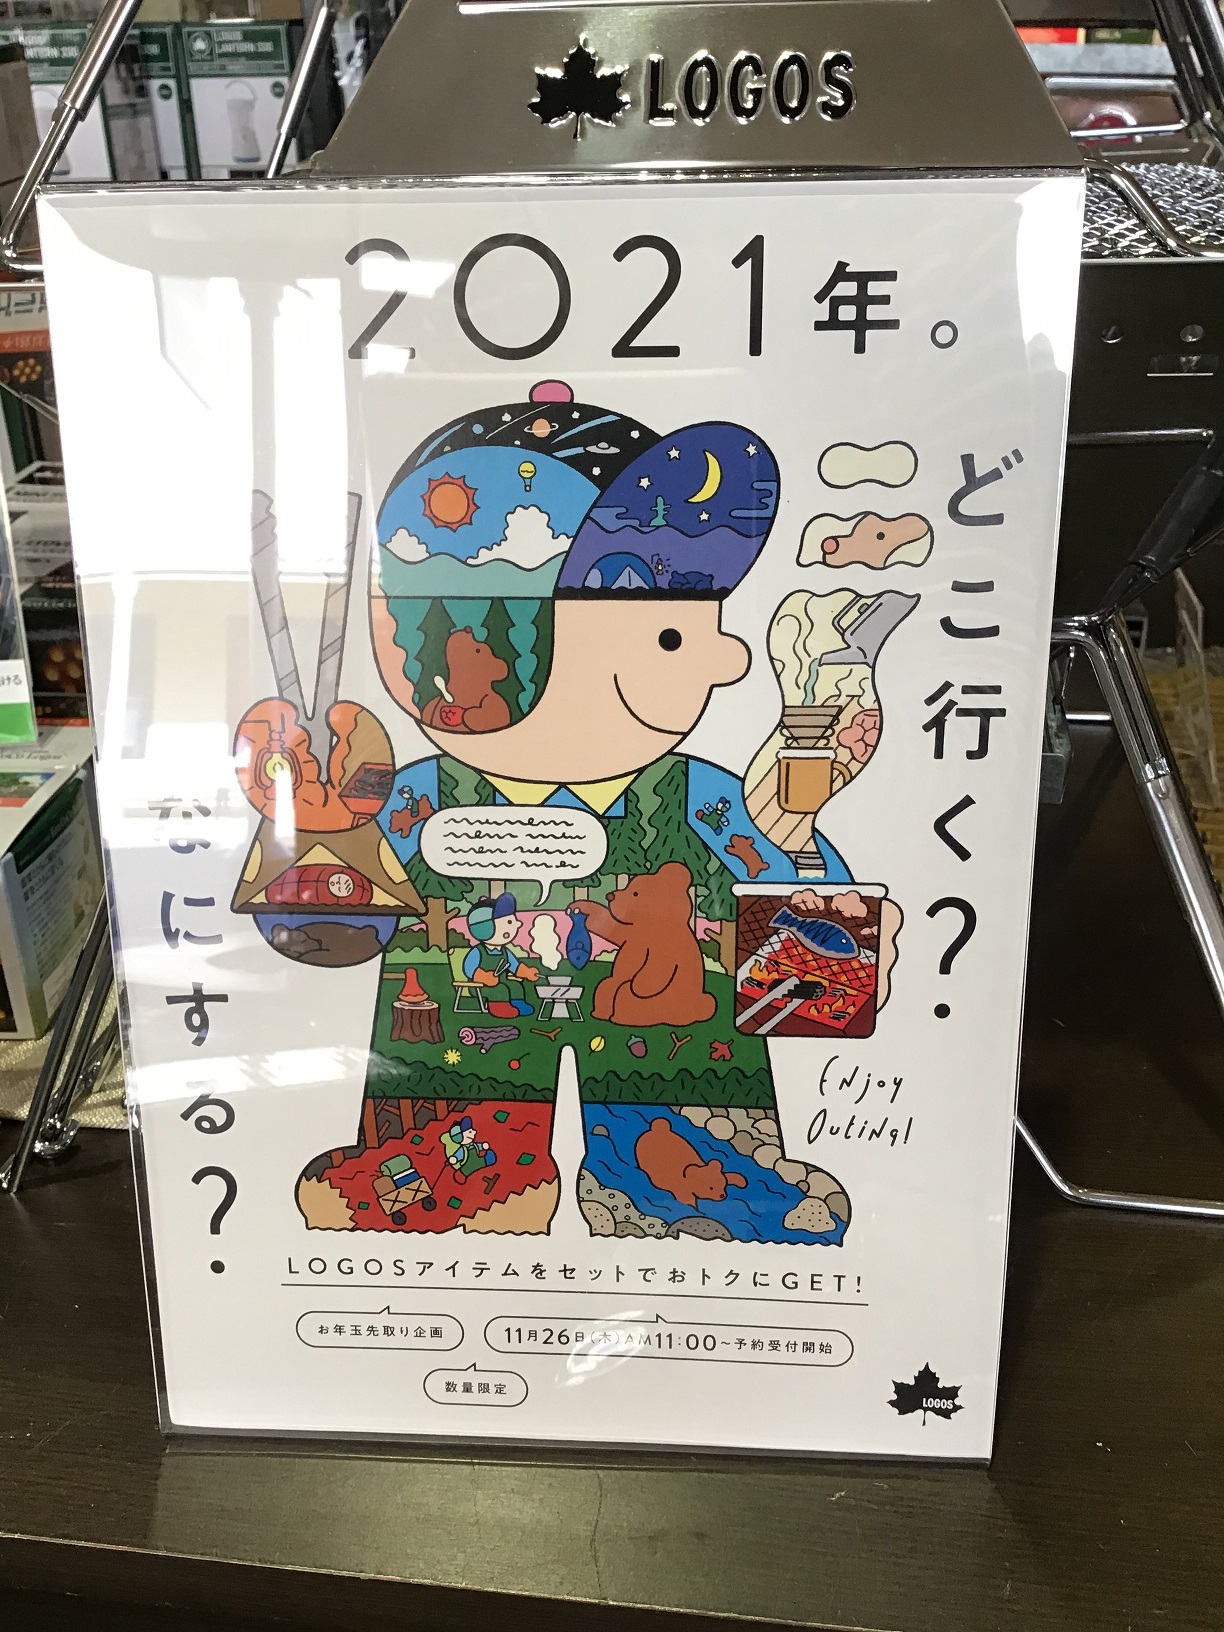 LOGOS
2021年。
どこ行く?
なにする?
Enjoy
Outing!
LOGOSアイテムをセットでおトクにGET!
お年玉先取り企画
11月26日(木)AM11:00~予約受付開始
数量限定
LOGOS